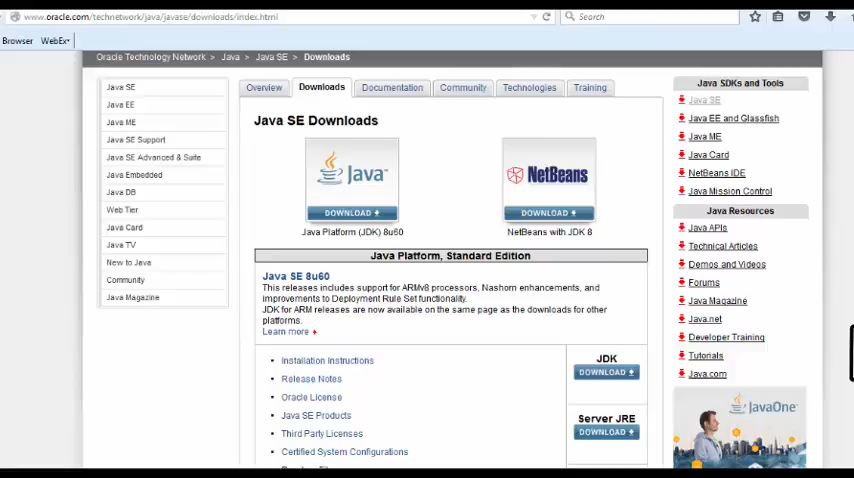 www.oracle.com/technetwork/java/javase/downloads/index.html
Search
Browser WebEx
Oracle Technology Network > Java > Java SE > Downloads
Java SE
Java EE
Java ME
Java SE Support
Java SE Advanced & Suite
Java Embedded
Java DB
Web Tier
Java Card
Java TV
New to Java
Community
Java Magazine
Overview Downloads Documentation Community Technologies Training
Java SE Downloads
Java
DOWNLOAD
Java Platform (JDK) 8u60
NetBeans
DOWNLOAD
NetBeans with JDK 8
Java Platform, Standard Edition
Java SE 8u60
This releases includes support for ARMv8 processors, Nashorn enhancements, and
improvements to Deployment Rule Set functionality.
JDK for ARM releases are now available on the same page as the downloads for other
platforms.
Learn more
Installation Instructions
Release Notes
Oracle License
Java SE Products
Third Party Licenses
Certified System Configurations
JDK
DOWNLOAD
Server JRE
DOWNLOAD
Java SDKs and Tools
Java SE
Java EE and Glassfish
Java ME
Java Card
NetBeans IDE
Java Mission Control
Java Resources
Java APIs
Technical Articles
Demos and Videos
Forums
Java Magazine
Java.net
Developer Training
Tutorials
Java.com
JavaOne